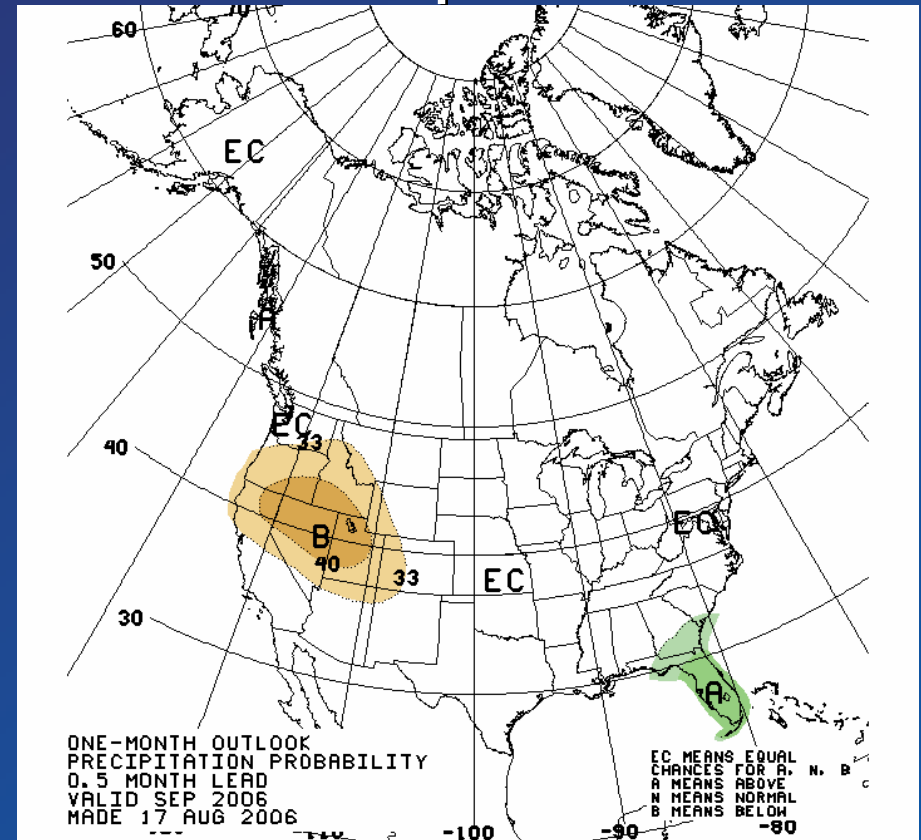 70
60
EC
50
A
EC
33
40
EC
B
40
33
EC
30
A
ONE-MONTH OUTLOOK
PRECIPITATION PROBABILITY
0.5 MONTH LEAD
VALID SEP 2006
MADE 17 AUG 2006
EC MEANS EQUAL
CHANCES FOR A, N, B
A MEANS ABOVE
N MEANS NORMAL
B MEANS BELOW
-110
-100
-90
-80